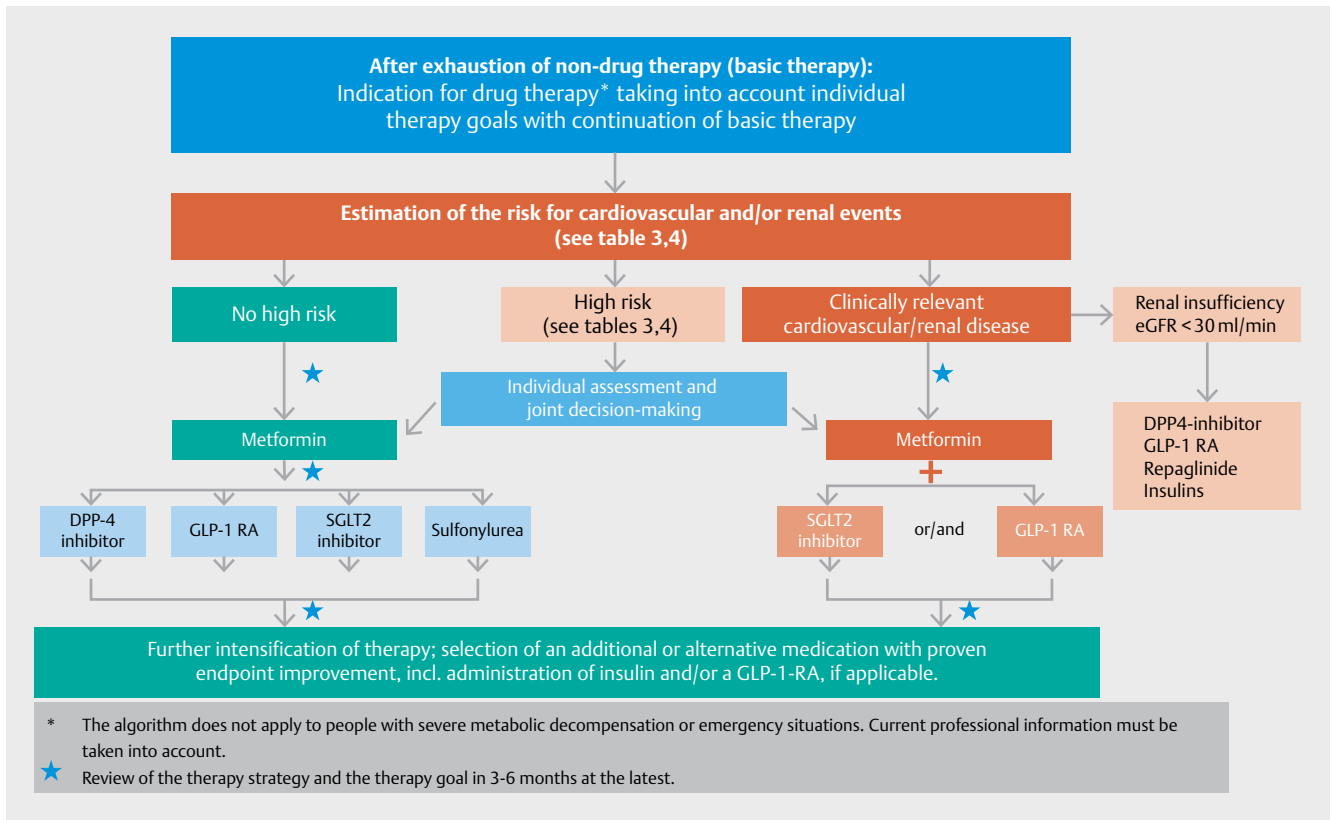 After exhaustion of non-drug therapy (basic therapy):
Indication for drug therapy* taking into account individual
therapy goals with continuation of basic therapy
Estimation of the risk for cardiovascular and/or renal events
(see table 3,4)
No high risk
High risk
(see tables 3,4)
Clinically relevant
cardiovascular/renal disease
Renal insufficiency
eGFR < 30 ml/min
Individual assessment and
joint decision-making
Metformin
Metformin
+
DPP4-inhibitor
GLP-1 RA
Repaglinide
Insulins
DPP-4
inhibitor
GLP-1 RA
SGLT2
inhibitor
Sulfonylurea
SGLT2
inhibitor
or/and
GLP-1 RA
Further intensification of therapy; selection of an additional or alternative medication with proven
endpoint improvement, incl. administration of insulin and/or a GLP-1-RA, if applicable.
* The algorithm does not apply to people with severe metabolic decompensation or emergency situations. Current professional information must be
taken into account.
★ Review of the therapy strategy and the therapy goal in 3-6 months at the latest.